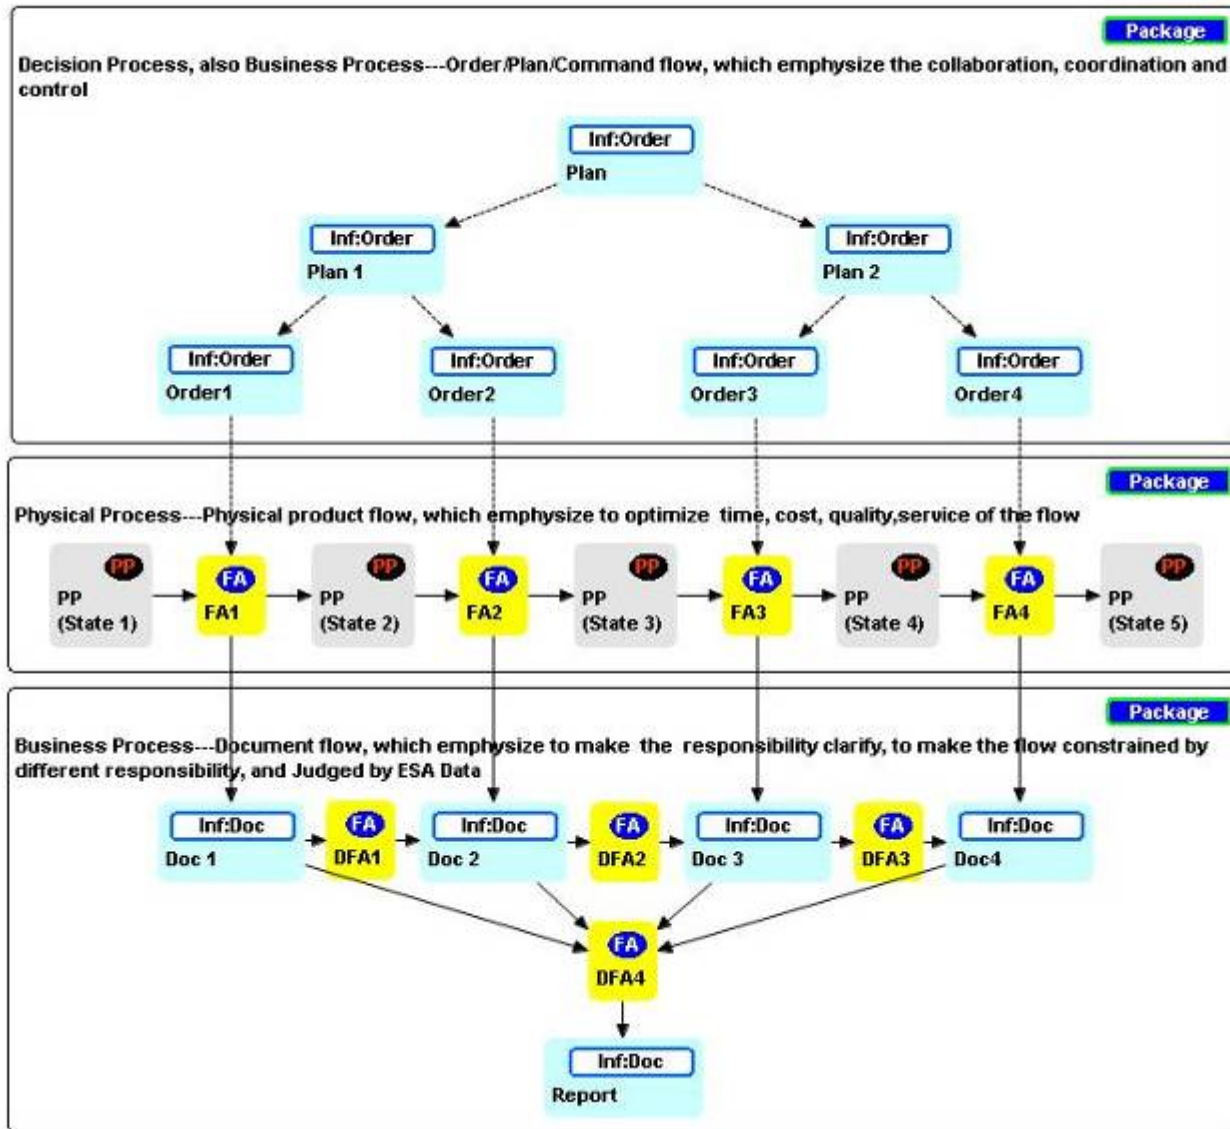 Package
Decision Process, also Business Process---Order/Plan/Command flow, which emphysize the collaboration, coordination and
control
Inf:Order
Plan
Inf:Order
Plan 1
Inf:Order
Plan 2
Inf:Order
Order1
Inf:Order
Order2
Inf:Order
Order3
Inf:Order
Order4
Package
Physical Process---Physical product flow, which emphysize to optimize time, cost, quality,service of the flow
PP
PP
(State 1)
FA
FA1
PP
PP
(State 2)
FA
FA2
PP
PP
(State 3)
FA
FA3
PP
PP
(State 4)
FA
FA4
PP
PP
(State 5)
Package
Business Process---Document flow, which emphysize to make the responsibility clarify, to make the flow constrained by
different responsibility, and Judged by ESA Data
Inf:Doc
Doc 1
FA
DFA1
Inf:Doc
Doc 2
FA
DFA2
Inf:Doc
Doc 3
FA
DFA3
Inf:Doc
Doc4
FA
DFA4
Inf:Doc
Report